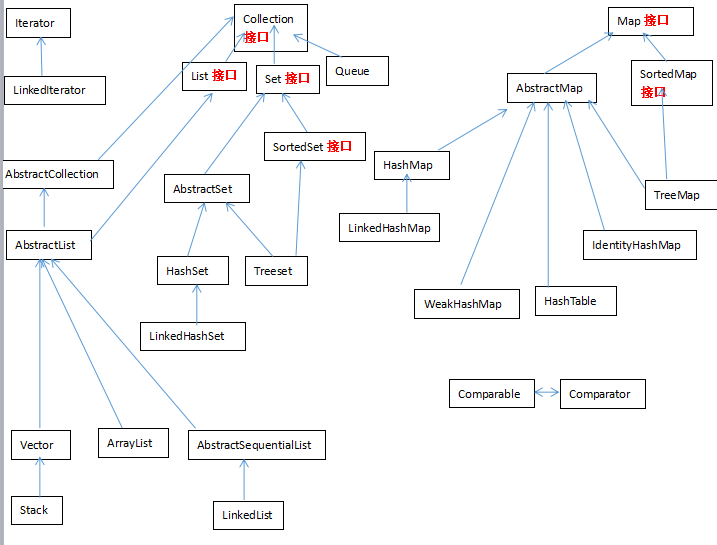 Iterator
Collection
接口
Map 接口
List 接口
Set 接口
Queue
LinkedIterator
AbstractMap
SortedMap
接口
SortedSet 接口
HashMap
AbstractCollection
AbstractSet
TreeMap
LinkedHashMap
AbstractList
IdentityHashMap
HashSet
Treeset
WeakHashMap
HashTable
LinkedHashSet
Comparable
Comparator
Vector
ArrayList
AbstractSequentialList
Stack
LinkedList